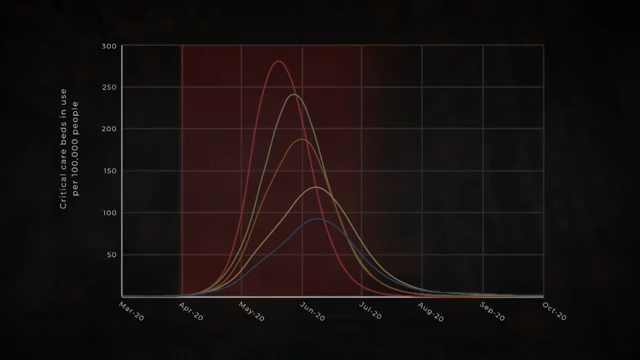 Critical care beds in use
per 100,000 people
300
250
200
150
100
50
Mar-20
Apr-20
May-20
Jun-20
Jul-20
Aug-20
Sep-20
Oct-20